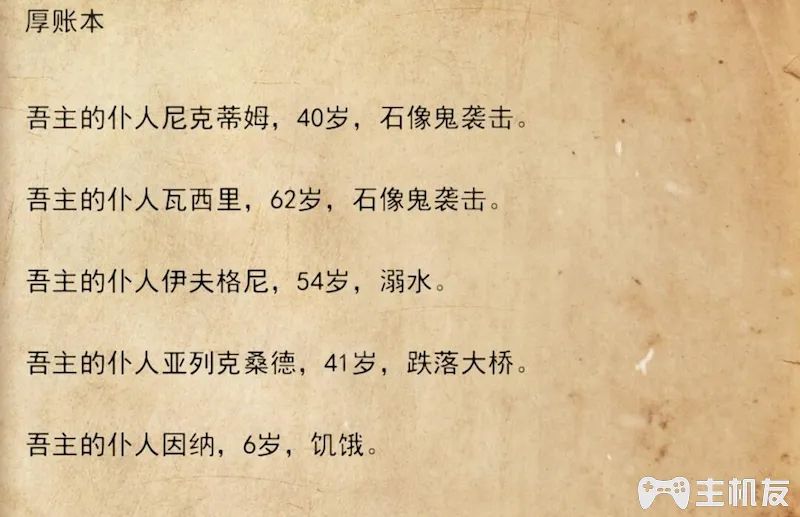 厚账本
吾主的仆人尼克蒂姆，40岁，石像鬼袭击。
吾主的仆人瓦西里，62岁，石像鬼袭击。
吾主的仆人伊夫格尼，54岁，溺水。
吾主的仆人亚列克桑德，41岁，跌落大桥。
吾主的仆人因纳，6岁，饥饿。
主机友